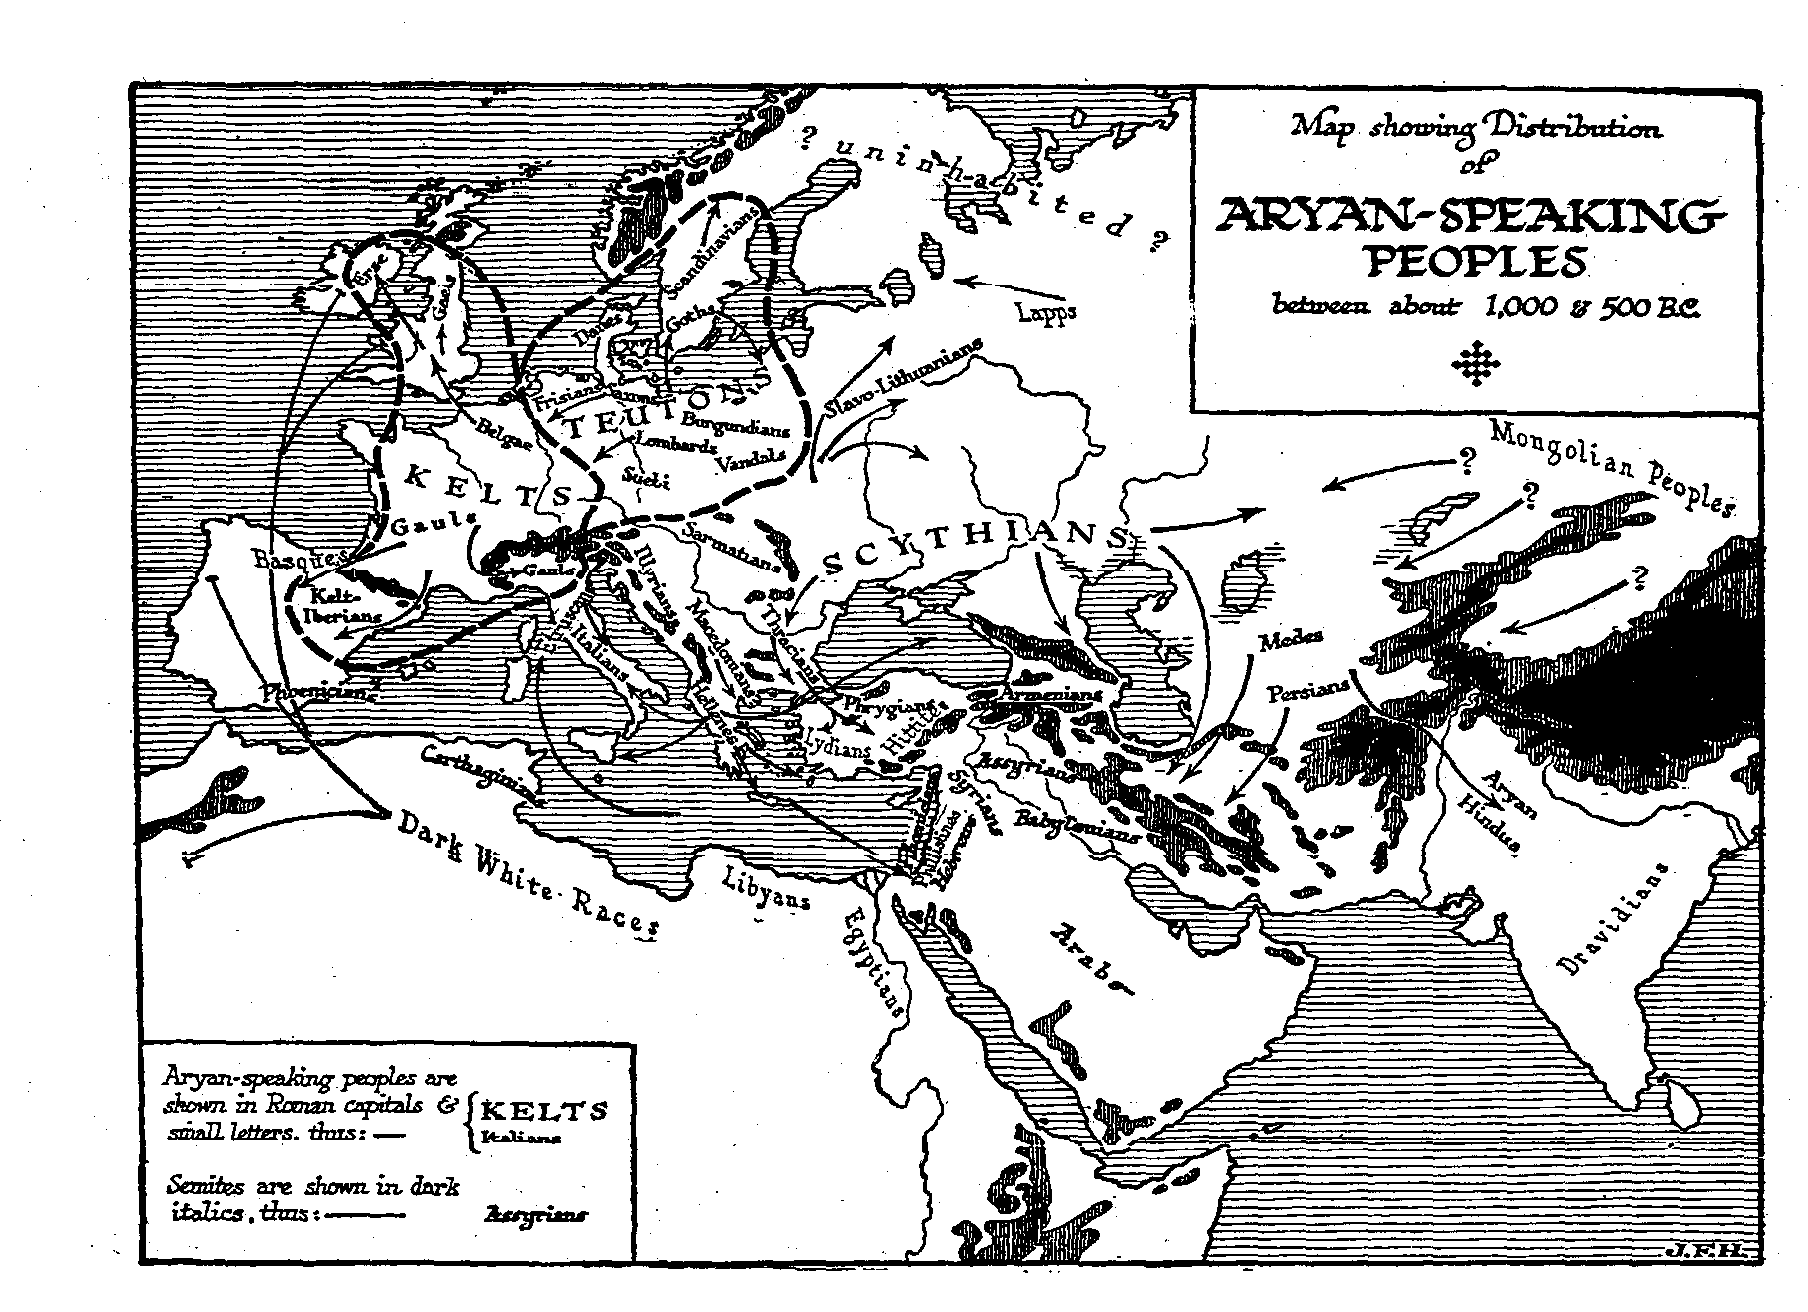 Map showing Distribution
of
ARYAN-SPEAKING
PEOPLES
between about 1,000 & 500 B.C.
? uninhabited ?
Lapps
Scandinavians
Erse
Gaels
Danes
Goths
Slavo-Lithuanians
Frisians
TEUTONS
Burgundians
Belgae
Lombards
Vandals
Suevi
KELTS
Gauls
Mongolian Peoples
?
?
?
SCYTHIANS
Sarmatians
Basques
Gauls
Illyrians
Kelt-
Iberians
Etruscans
Italians
Macedonians
Thracians
Medes
Persians
Phoenicians
Hellenes
Phrygians
Armenians
Lydians
Hittites
Carthaginians
Assyrians
Syrians
Aryan
Hindus
Babylonians
Philistines
Hebrews
Dark White Races
Libyans
Egyptians
Arabs
Dravidians
Aryan-speaking peoples are
shown in Roman capitals & KELTS
small letters. thus:— Italians
Semites are shown in dark
italics, thus:— Assyrians
J.F.H.